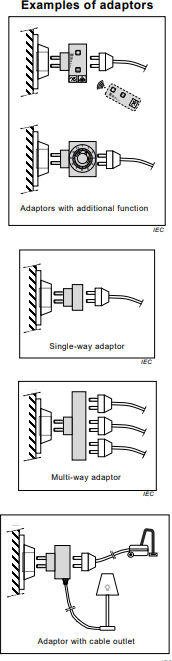 Examples of adaptors
Adaptors with additional function
IEC
Single-way adaptor
IEC
Multi-way adaptor
IEC
Adaptor with cable outlet